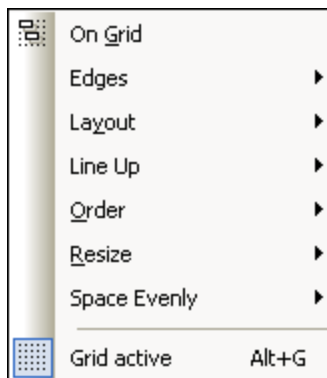 On Grid
Edges
Layout
Line Up
Order
Resize
Space Evenly
Grid active Alt+G